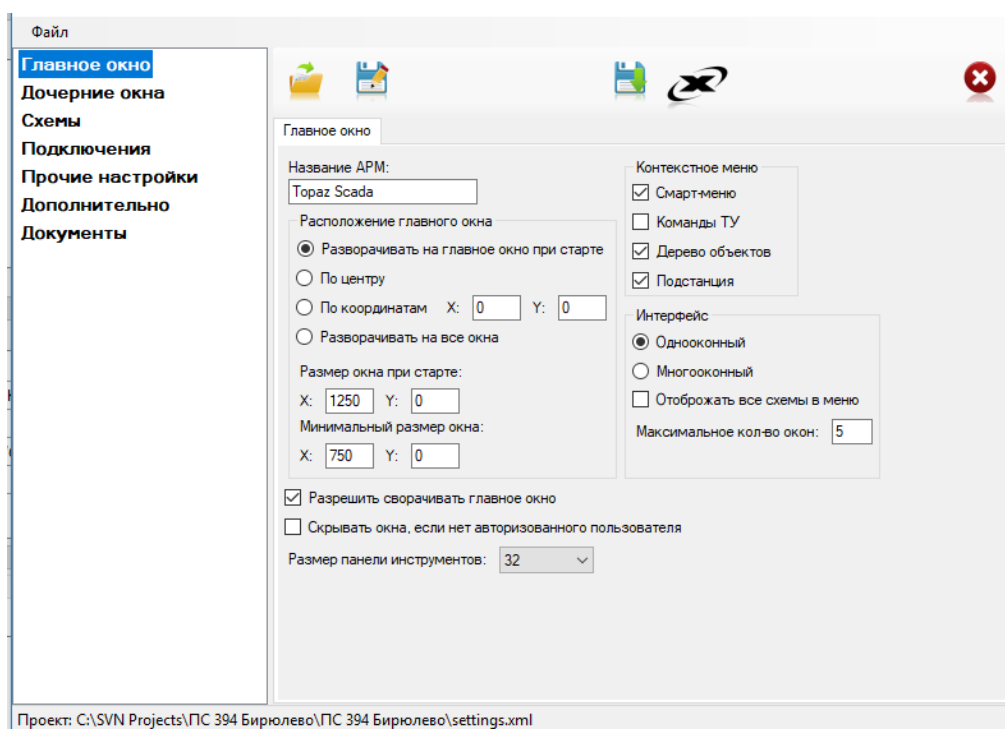 Файл
Главное окно
Дочерние окна
Схемы
Подключения
Прочие настройки
Дополнительно
Документы
Главное окно
Название АРМ:
Topaz Scada
Расположение главного окна
Разворачивать на главное окно при старте
По центру
По координатам X: 0 Y: 0
Разворачивать на все окна
Размер окна при старте:
X: 1250 Y: 0
Минимальный размер окна:
X: 750 Y: 0
Контекстное меню
Смарт-меню
Команды ТУ
Дерево объектов
Подстанция
Интерфейс
Однооконный
Многооконный
Отоброжать все схемы в меню
Максимальное кол-во окон: 5
Разрешить сворачивать главное окно
Скрывать окна, если нет авторизованного пользователя
Размер панели инструментов: 32
Проект: C:\SVN Projects\ПС 394 Бирюлево\ПС 394 Бирюлево\settings.xml